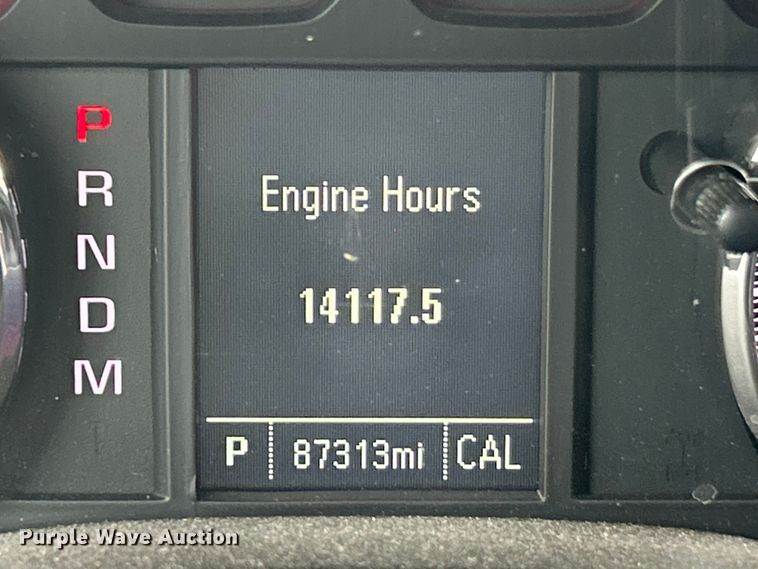 P
R
N
D
M
Engine Hours
14117.5
P 87313mi CAL
Purple Wave Auction